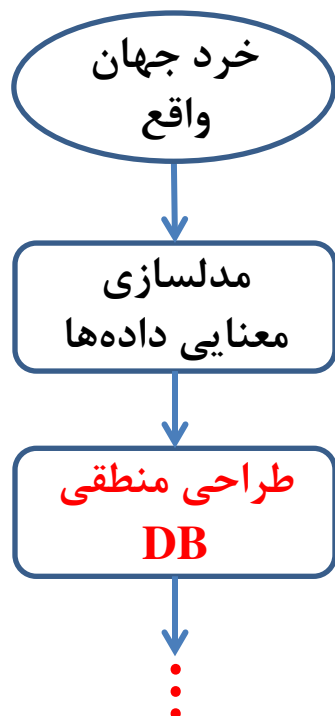 خرد جهان
واقع
مدلسازی
معنایی داده‌ها
طراحی منطقی
DB